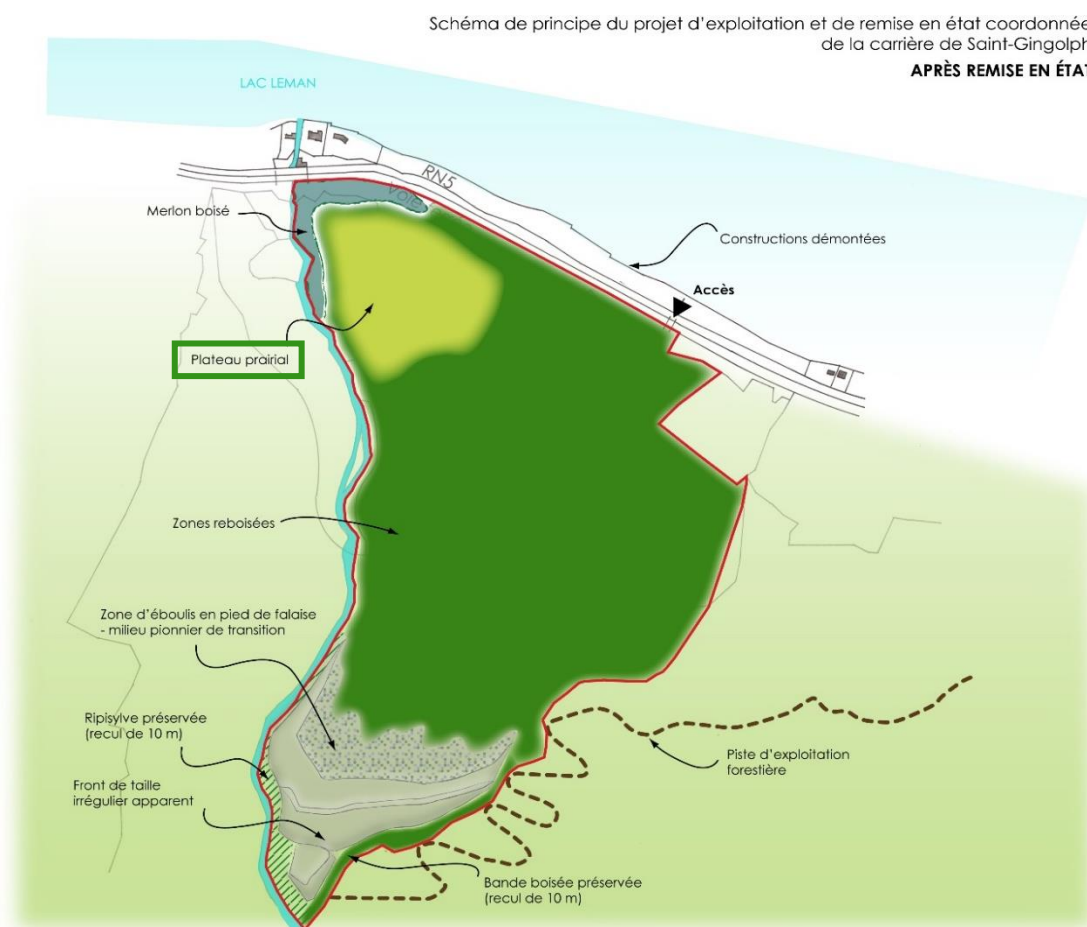 Schéma de principe du projet d'exploitation et de remise en état coordonnée
de la carrière de Saint-Gingolph
APRÈS REMISE EN ÉTAT
LAC LEMAN
RN5
Voie
Merlon boisé
Constructions démontées
Accès
Plateau prairial
Zones reboisées
Zone d'éboulis en pied de falaise
- milieu pionnier de transition
Ripisylve préservée
(recul de 10 m)
Piste d'exploitation
forestière
Front de taille
irrégulier apparent
Bande boisée préservée
(recul de 10 m)